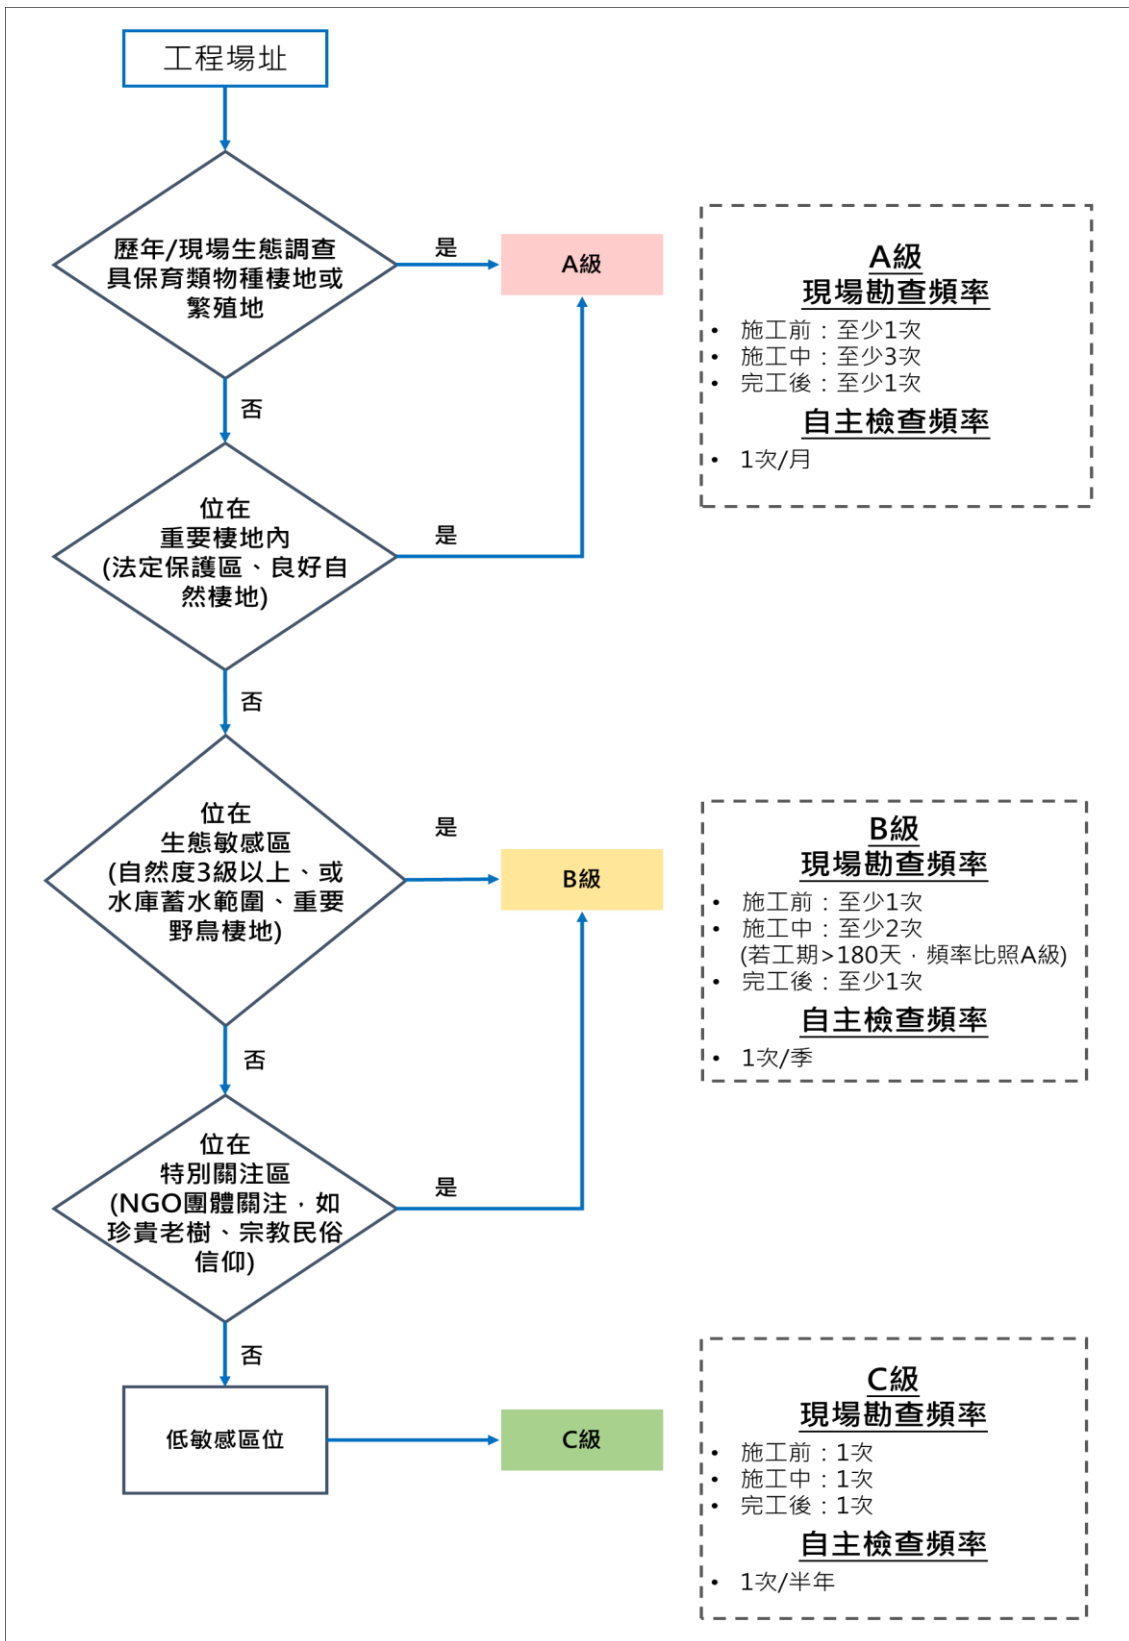 工程場址
歷年/現場生態調查
具保育類物種棲地或
繁殖地
是
A級
否
位在
重要棲地內
(法定保護區、良好自
然棲地)
是
否
A級
現場勘查頻率
• 施工前：至少1次
• 施工中：至少3次
• 完工後：至少1次
自主檢查頻率
• 1次/月
位在
生態敏感區
(自然度3級以上、或
水庫蓄水範圍、重要
野鳥棲地)
是
B級
否
位在
特別關注區
(NGO團體關注，如
珍貴老樹、宗教民俗
信仰)
是
否
B級
現場勘查頻率
• 施工前：至少1次
• 施工中：至少2次
(若工期>180天，頻率比照A級)
• 完工後：至少1次
自主檢查頻率
• 1次/季
低敏感區位
C級
C級
現場勘查頻率
• 施工前：1次
• 施工中：1次
• 完工後：1次
自主檢查頻率
• 1次/半年